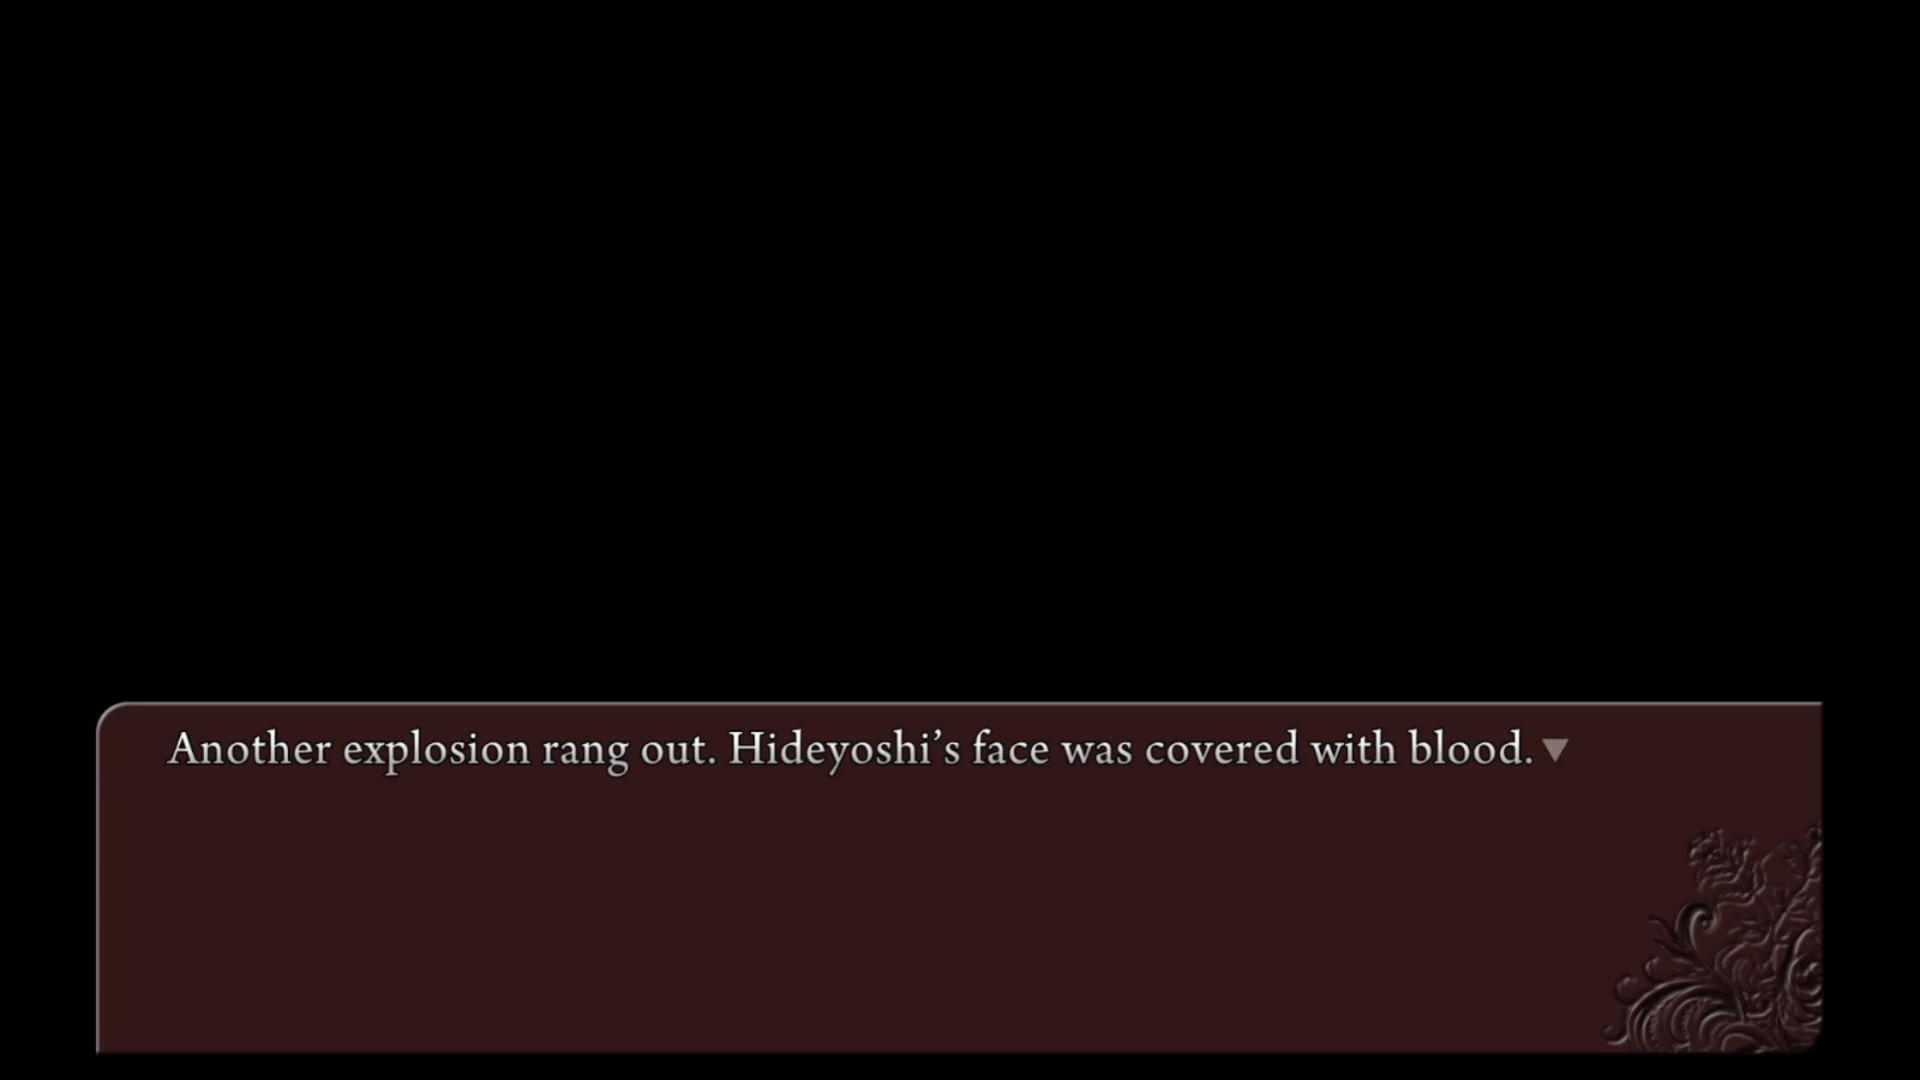 Another explosion rang out. Hideyoshi’s face was covered with blood.